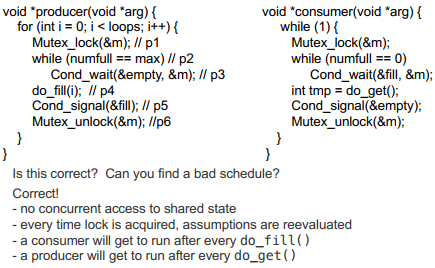 void *producer(void *arg) {
for (int i = 0; i < loops; i++) {
Mutex_lock(&m); // p1
while (numfull == max) // p2
Cond_wait(&empty, &m); // p3
do_fill(i); // p4
Cond_signal(&fill); // p5
Mutex_unlock(&m); //p6
}
}
void *consumer(void *arg) {
while (1) {
Mutex_lock(&m);
while (numfull == 0)
Cond_wait(&fill, &m);
int tmp = do_get();
Cond_signal(&empty);
Mutex_unlock(&m);
}
}
Is this correct? Can you find a bad schedule?
Correct!
- no concurrent access to shared state
- every time lock is acquired, assumptions are reevaluated
- a consumer will get to run after every do_fill()
- a producer will get to run after every do_get()